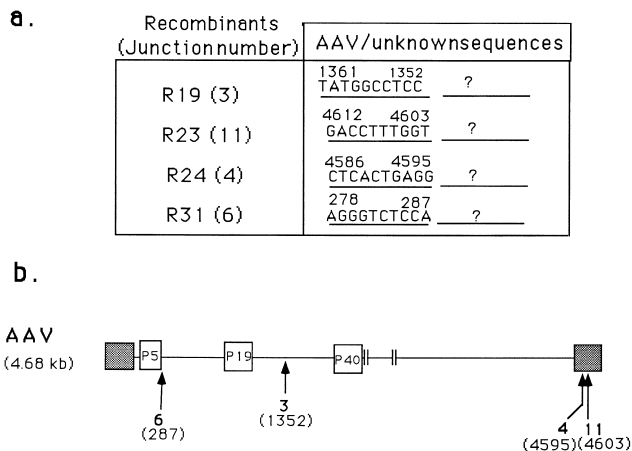 a.
Recombinants
(Junction number)
AAV/unknownsequences
R19 (3)
1361 1352
TATGGCCTCC ?
R23 (11)
4612 4603
GACCTTTGGT ?
R24 (4)
4586 4595
CTCACTGAGG ?
R31 (6)
278 287
AGGGTCTCCA ?
b.
AAV
(4.68 kb)
P5
P19
P40
6
(287)
3
(1352)
4 11
(4595)(4603)